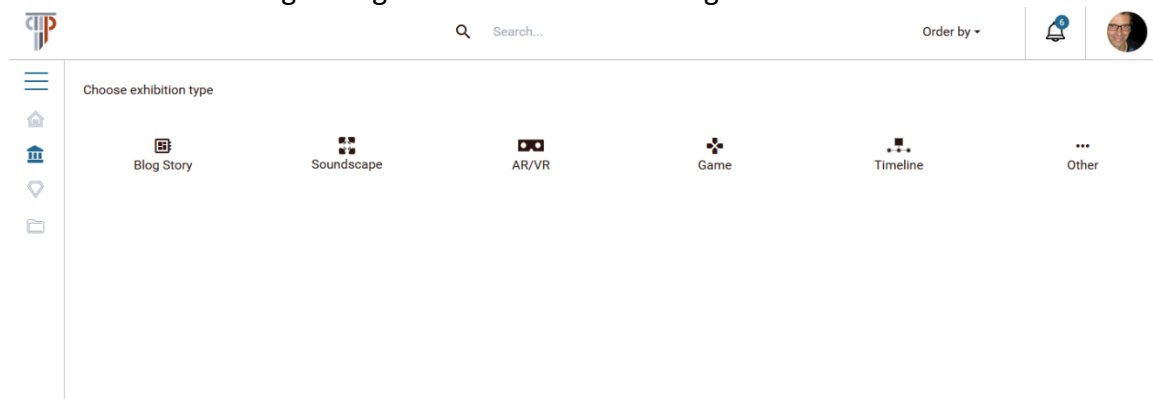 Search...
Order by
6
Choose exhibition type
Blog Story
Soundscape
AR/VR
Game
Timeline
Other